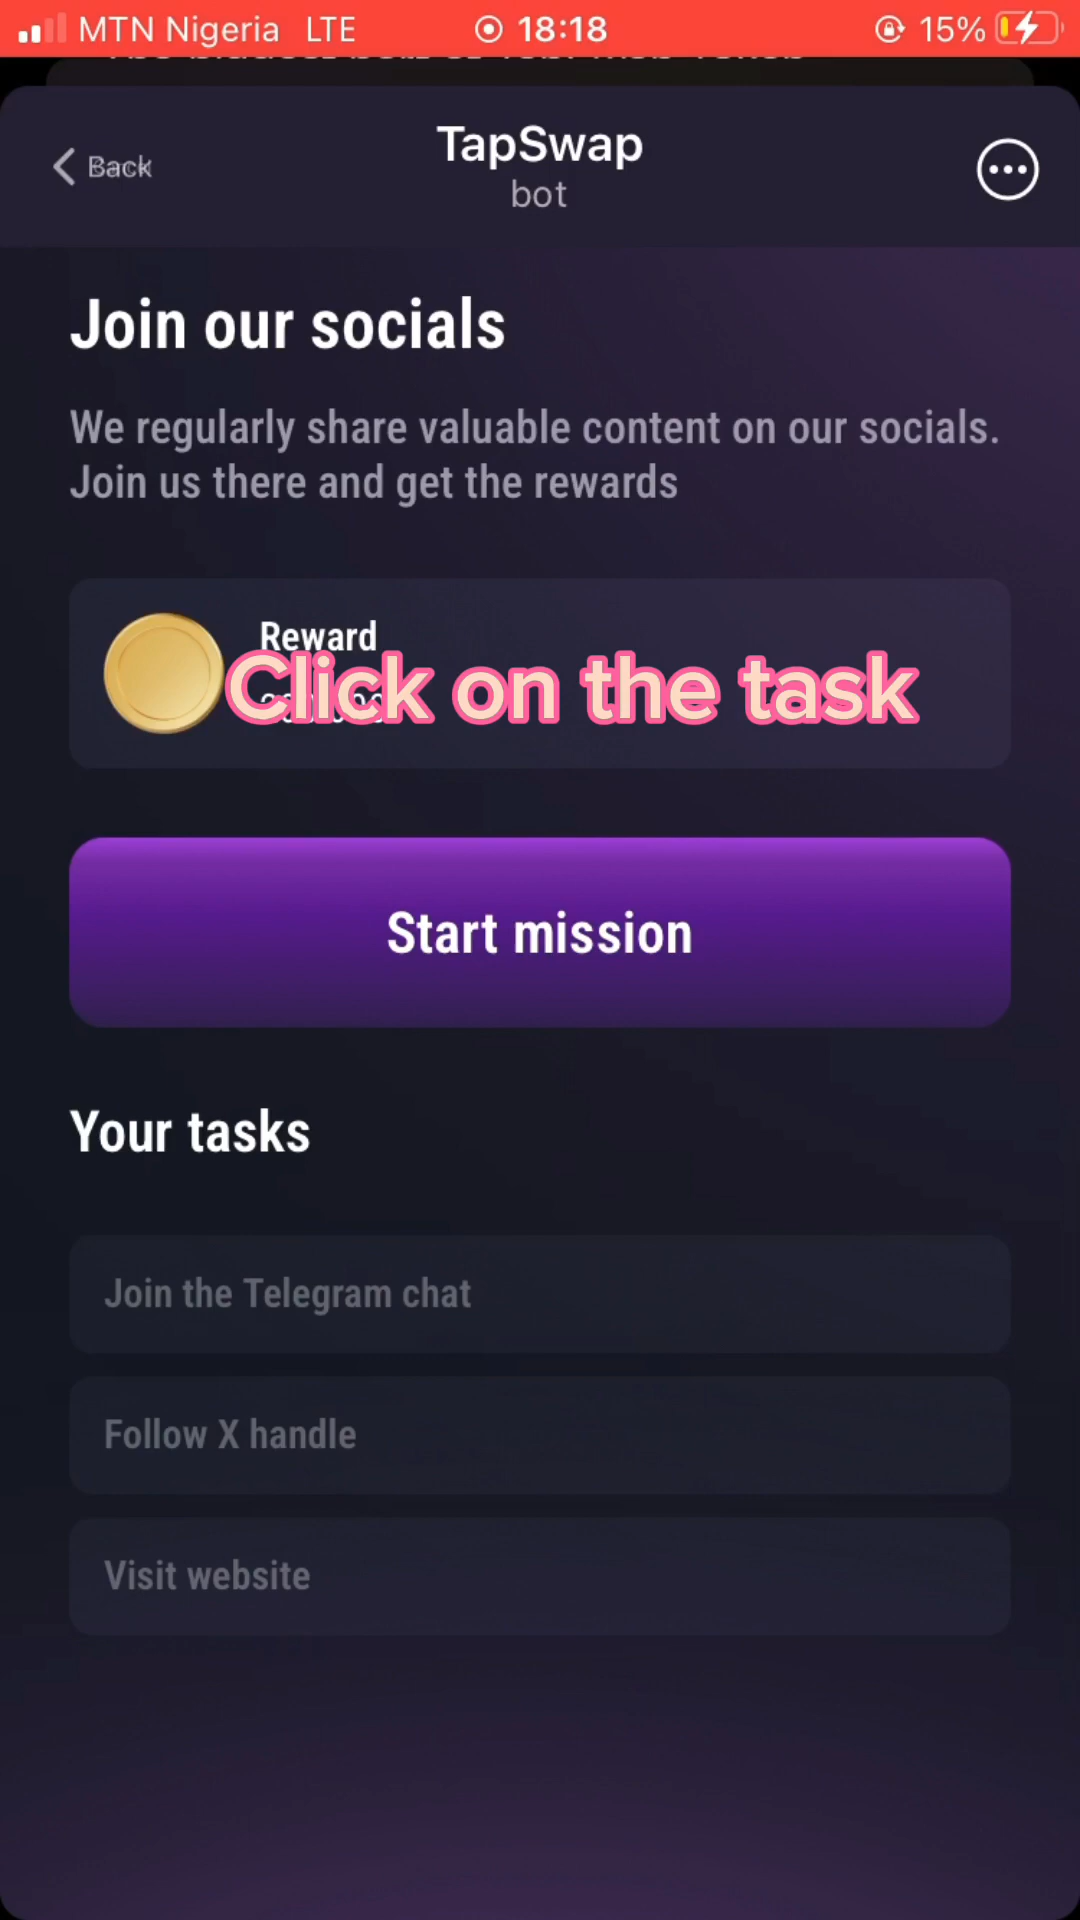 MTN Nigeria LTE 18:18 15%
Back
TapSwap
bot
Join our socials
We regularly share valuable content on our socials.
Join us there and get the rewards
Reward
Click on the task
Start mission
Your tasks
Join the Telegram chat
Follow X handle
Visit website